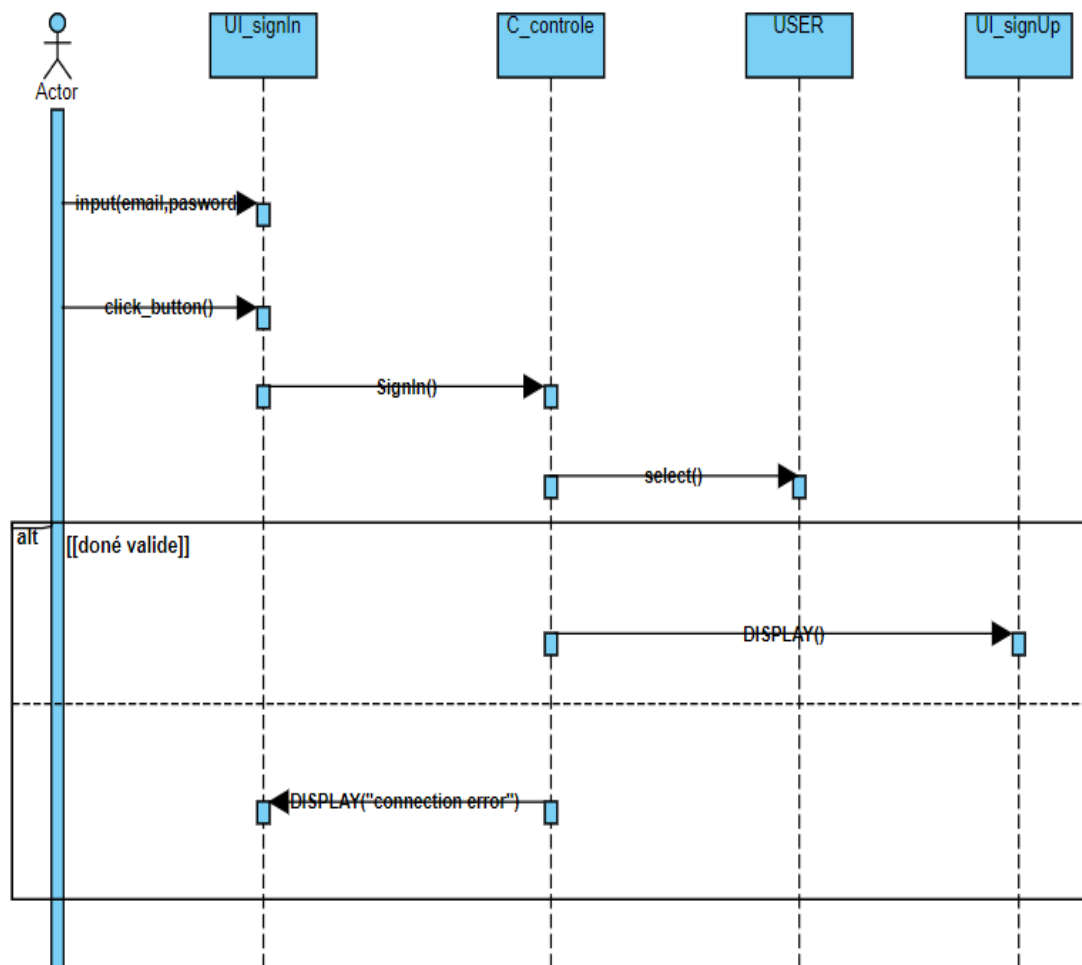 UI_signIn
C_controle
USER
UI_signUp
Actor
input(email,pasword
click_button()
SignIn()
select()
alt
[[doné valide]]
DISPLAY()
DISPLAY("connection error")